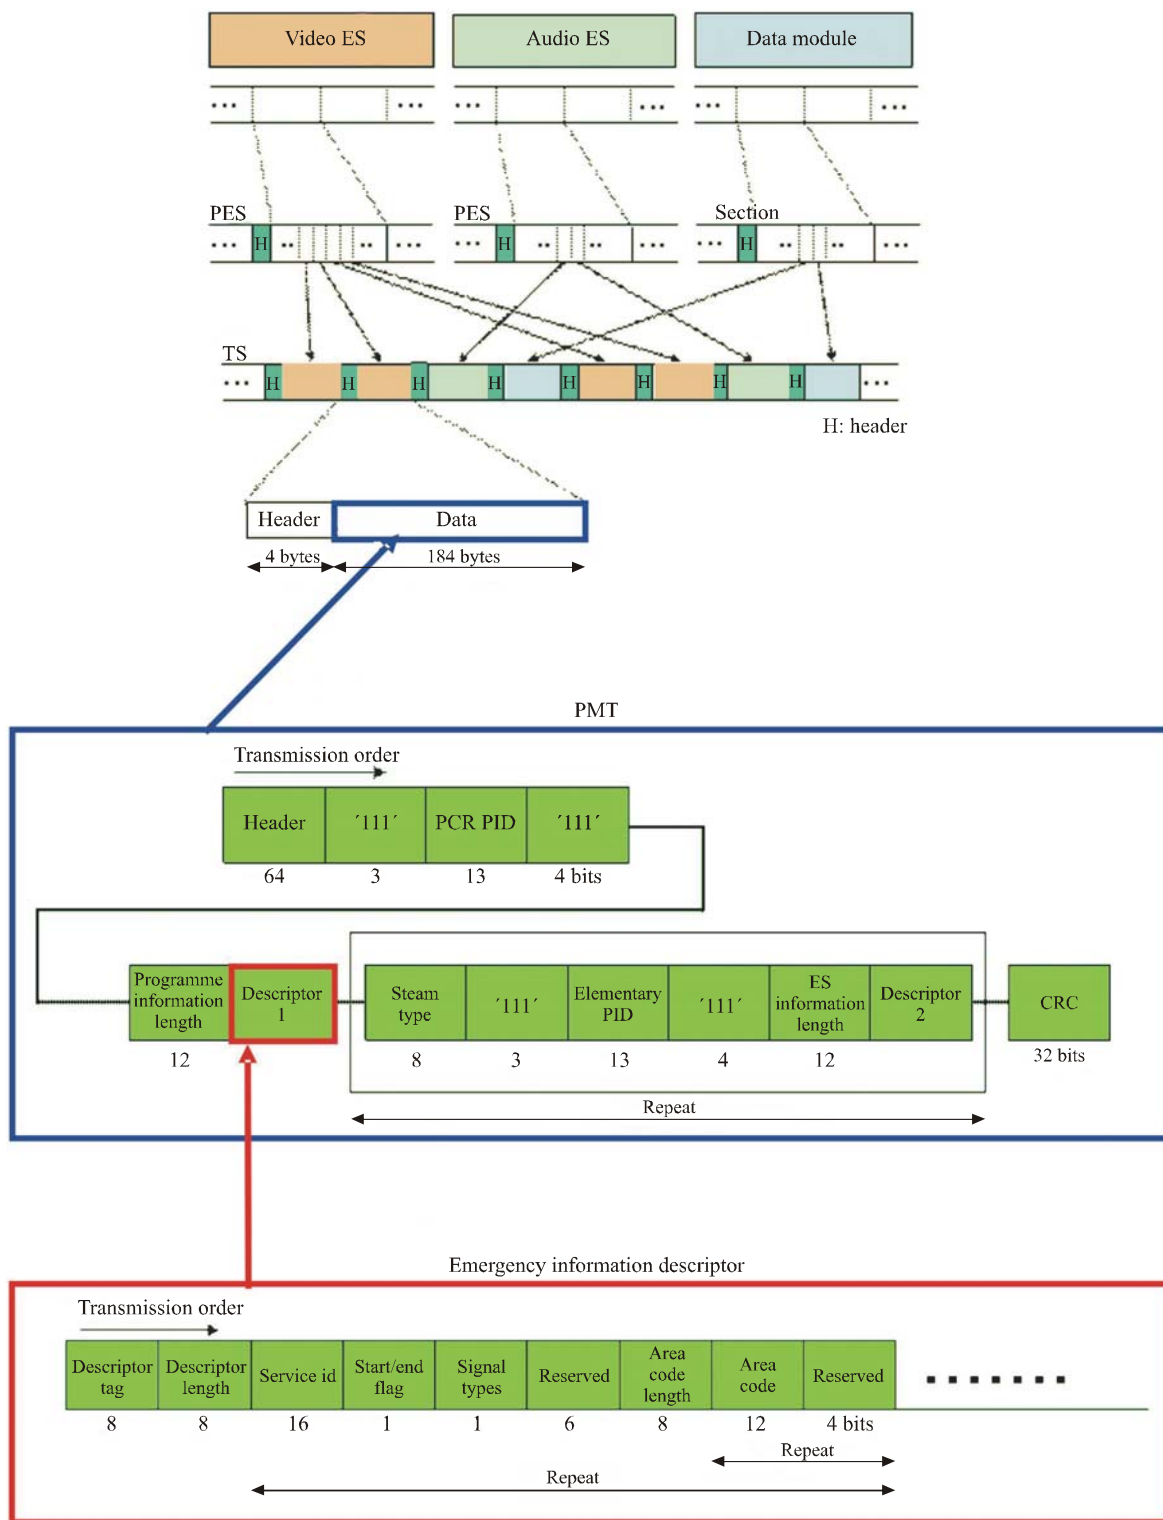 Video ES
Audio ES
Data module
PES
PES
Section
H
H
H
TS
H
H
H
H
H
H
H
H
H: header
Header
Data
4 bytes
184 bytes
PMT
Transmission order
Header
´111´
PCR PID
´111´
64
3
13
4 bits
Programme
information
length
Descriptor
1
Steam
type
´111´
Elementary
PID
´111´
ES
information
length
Descriptor
2
CRC
12
8
3
13
4
12
32 bits
Repeat
Emergency information descriptor
Transmission order
Descriptor
tag
Descriptor
length
Service id
Start/end
flag
Signal
types
Reserved
Area
code
length
Area
code
Reserved
8
8
16
1
1
6
8
12
4 bits
Repeat
Repeat